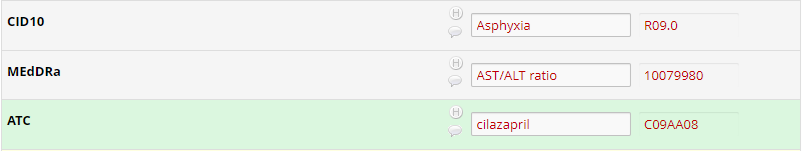 CID10 H Asphyxia R09.0
MEdDRa H AST/ALT ratio 10079980
ATC H cilazapril C09AA08